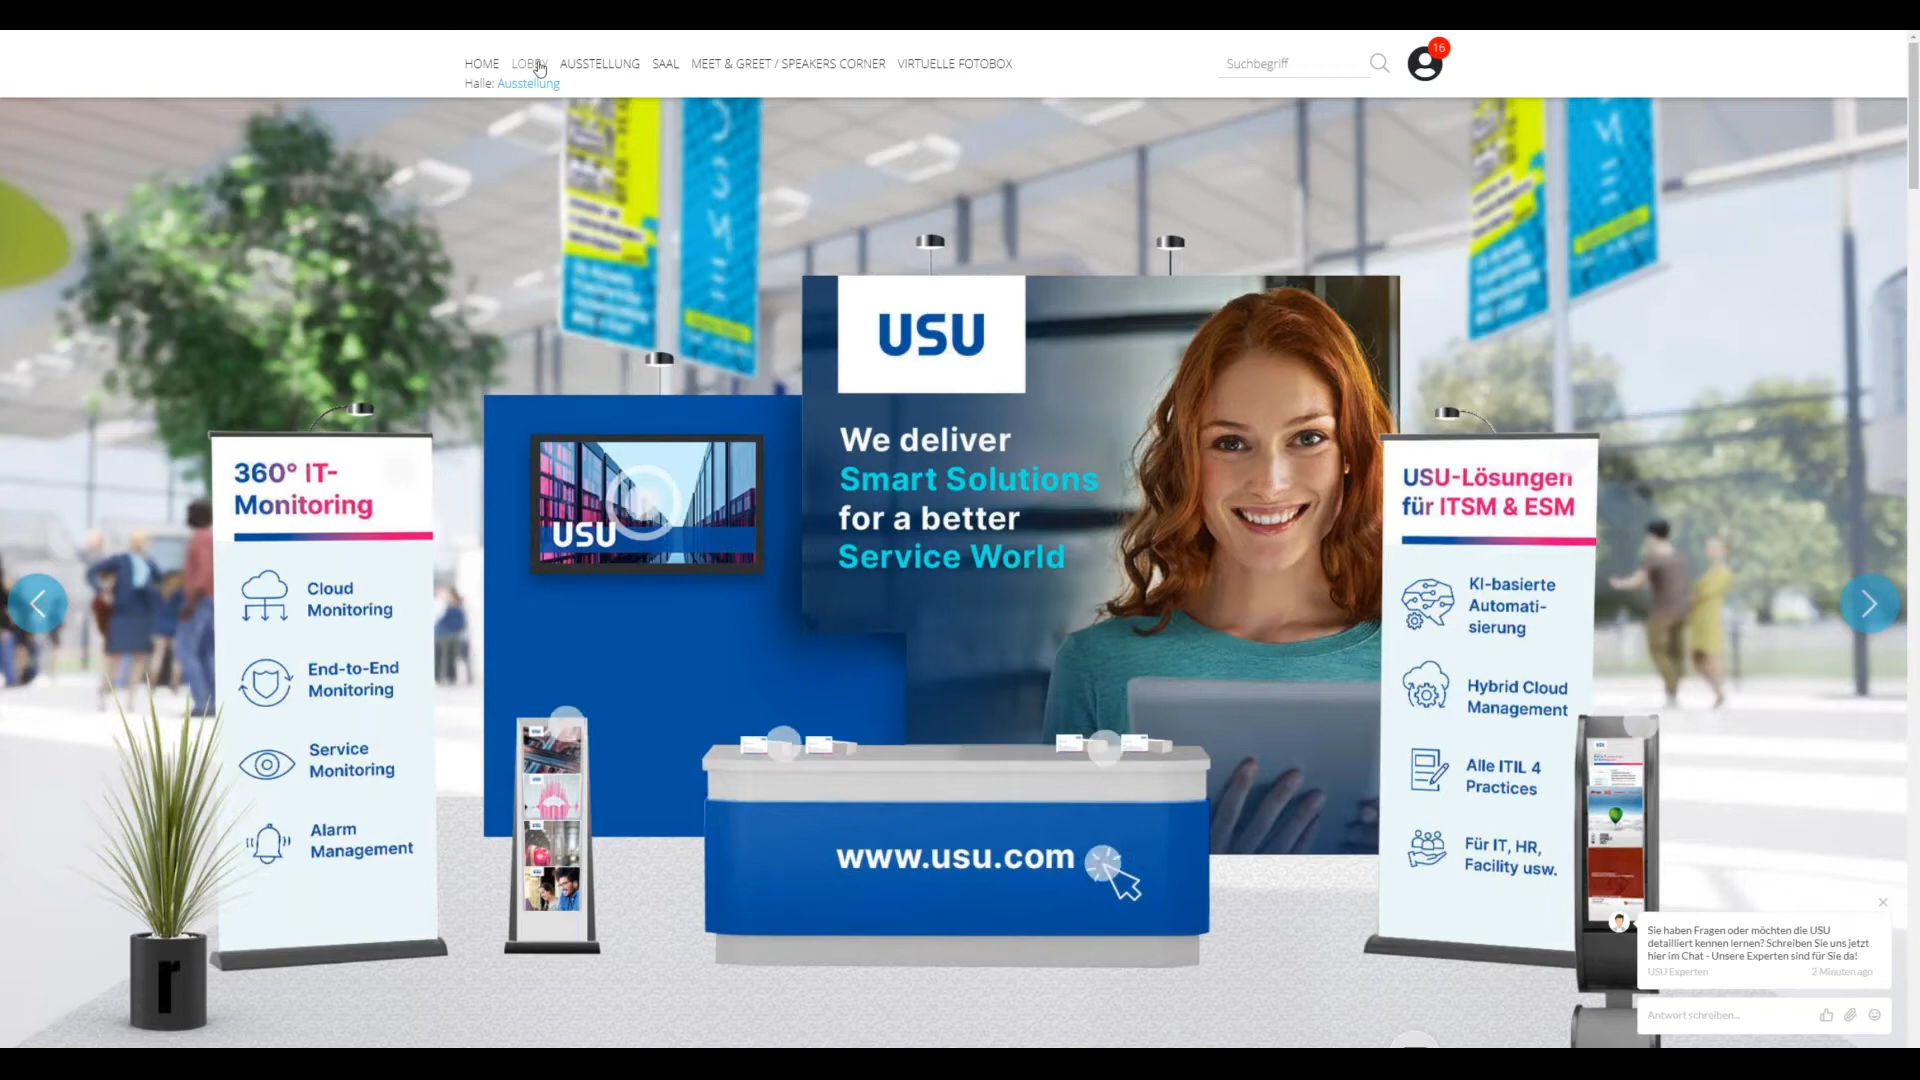 HOME LOBBY AUSSTELLUNG SAAL MEET & GREET / SPEAKERS CORNER VIRTUELLE FOTOBOX
Suchbegriff
16
Halle: Ausstellung
USU
We deliver
Smart Solutions
for a better
Service World
USU
360° IT-
Monitoring
Cloud
Monitoring
End-to-End
Monitoring
Service
Monitoring
Alarm
Management
www.usu.com
USU-Lösungen
für ITSM & ESM
KI-basierte
Automati-
sierung
Hybrid Cloud
Management
Alle ITIL 4
Practices
Für IT, HR,
Facility usw.
r
Sie haben Fragen oder möchten die USU
detailliert kennen lernen? Schreiben Sie uns jetzt
hier im Chat - Unsere Experten sind für Sie da!
USU Experten 2 Minuten ago
Antwort schreiben...